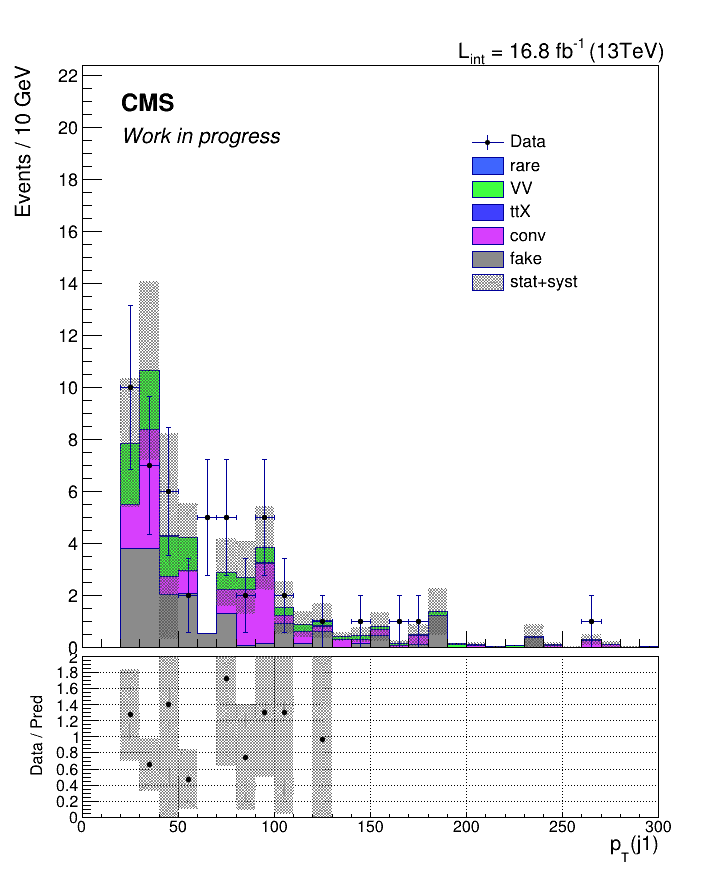 L_int = 16.8 fb^-1 (13TeV)
Events / 10 GeV
22
20
18
16
14
12
10
8
6
4
2
0
CMS
Work in progress
Data
rare
VV
ttX
conv
fake
stat+syst
Data / Pred
2
1.8
1.6
1.4
1.2
1
0.8
0.6
0.4
0.2
0
0 50 100 150 200 250 300
p_T(j1)